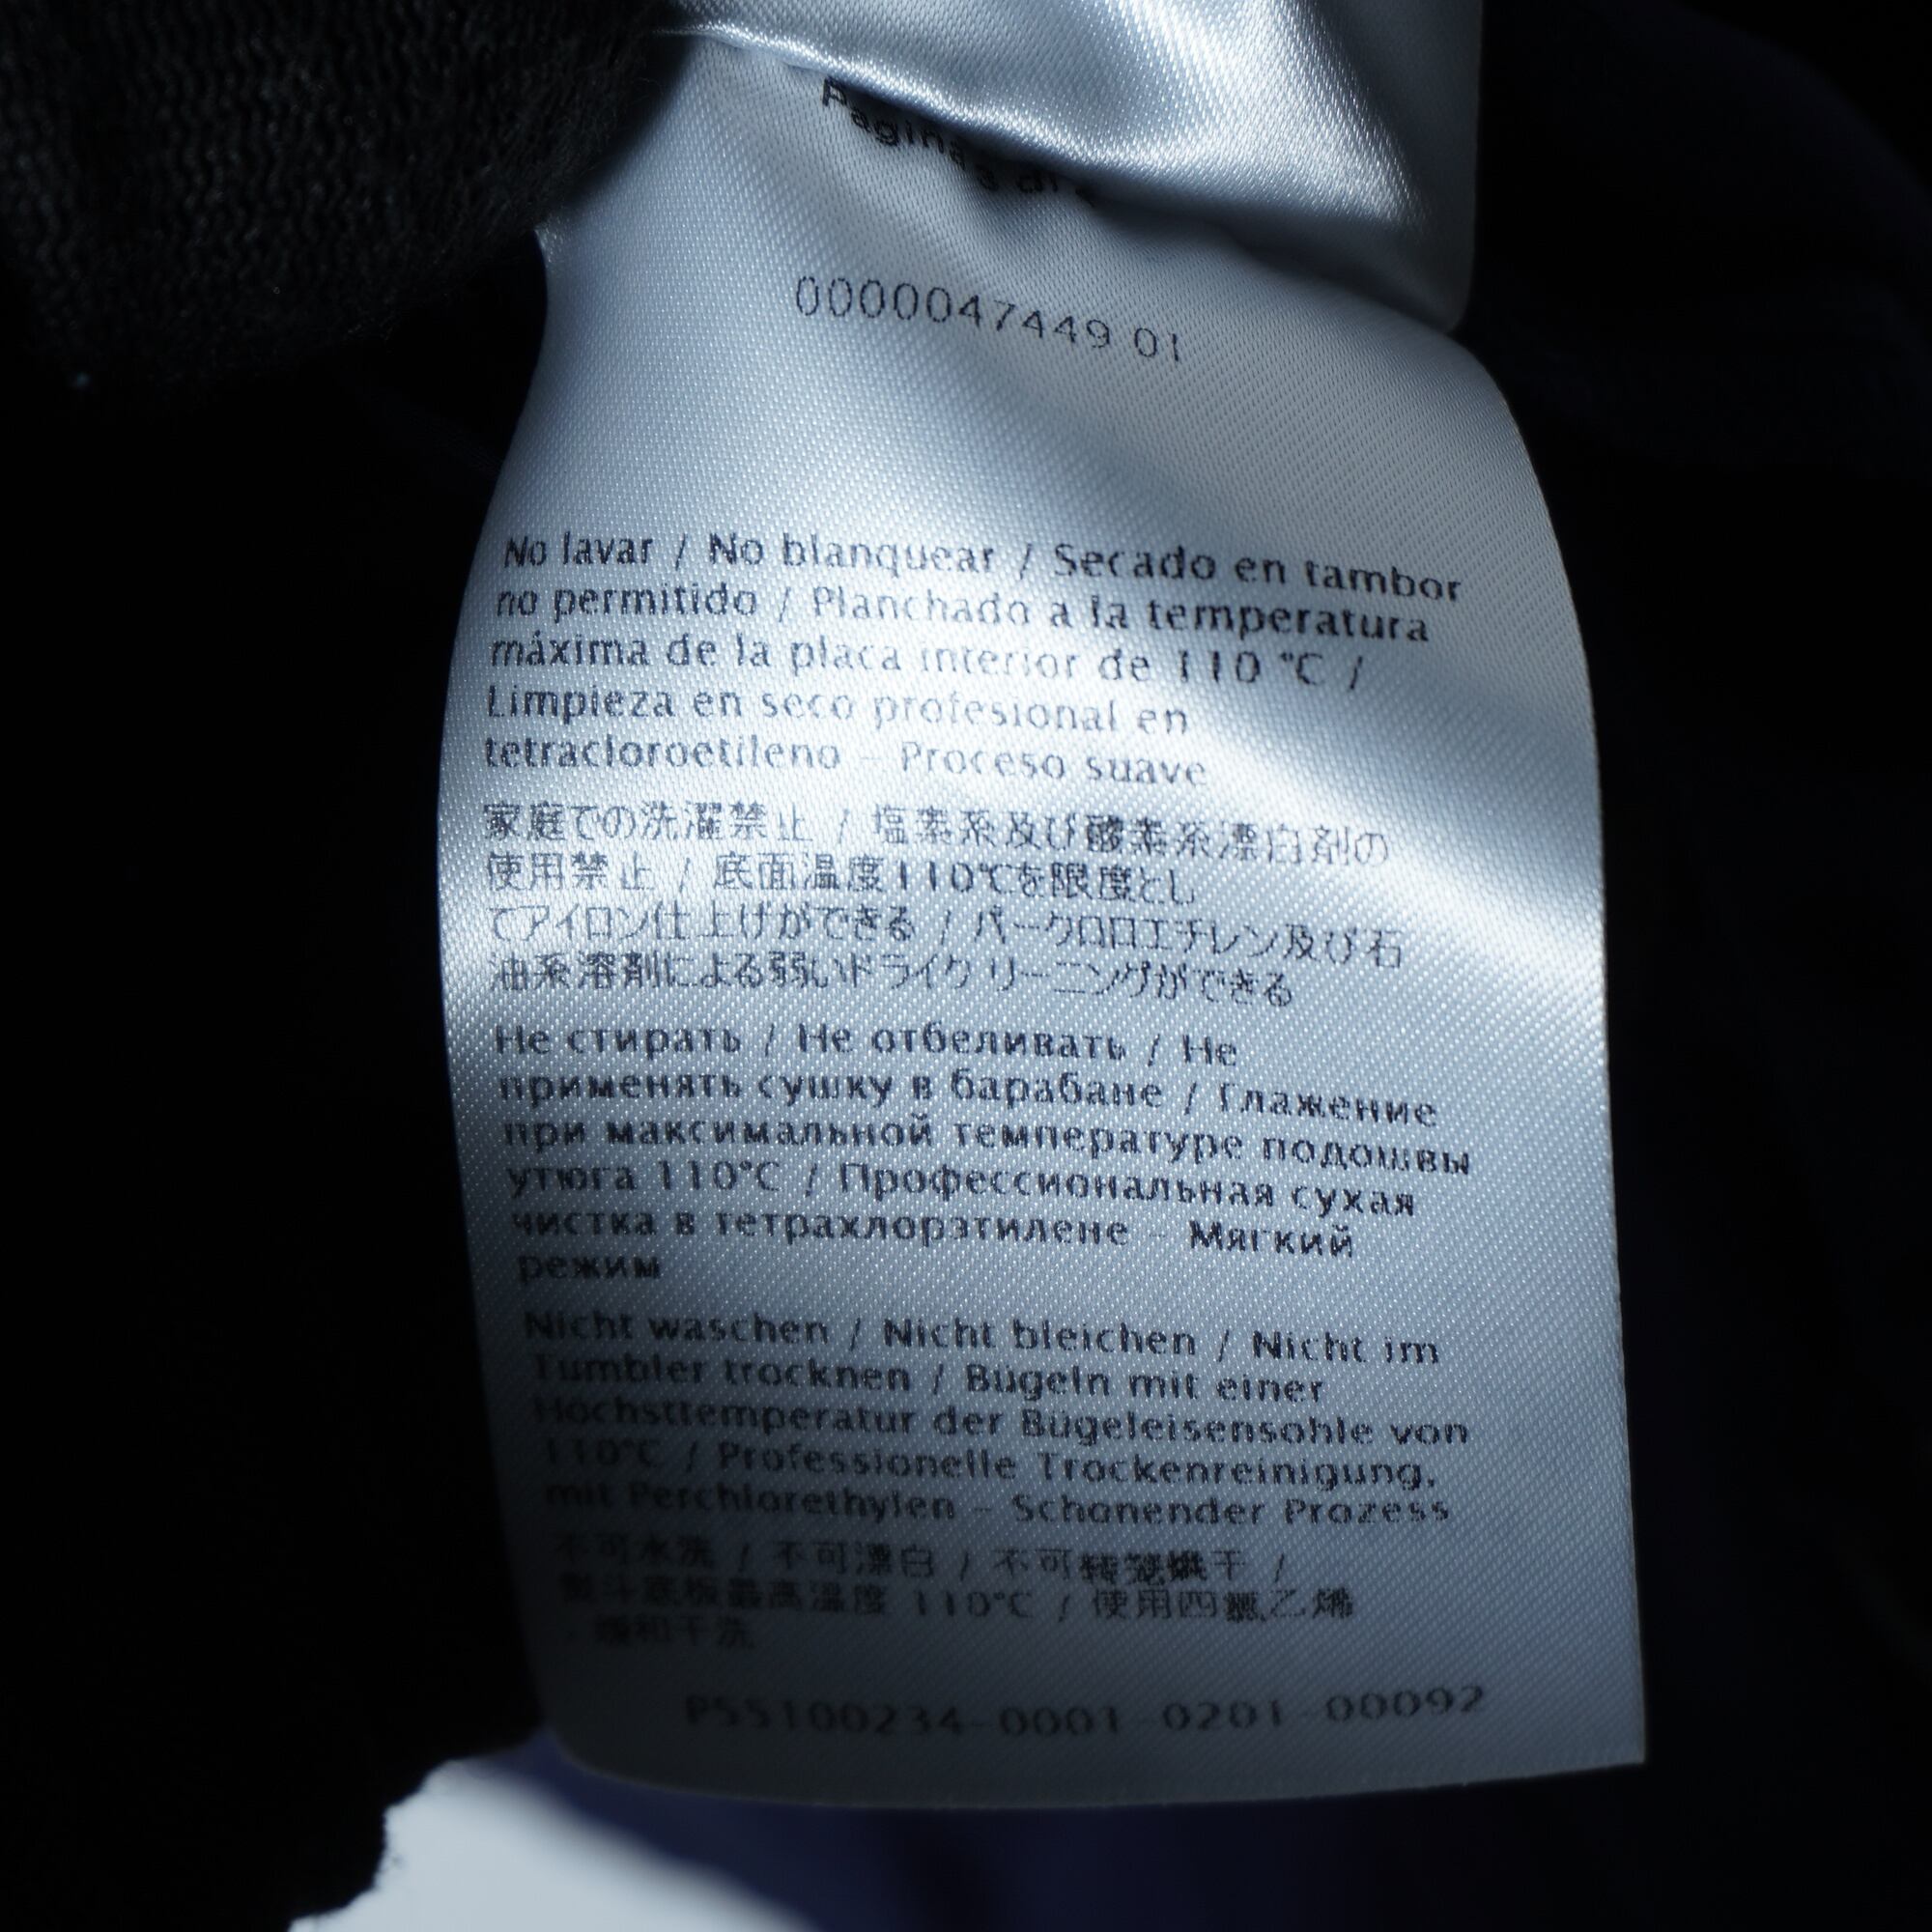 Pagina 3 di
0000047449 01
No lavar / No blanquear / Secado en tambor
no permitido / Planchado a la temperatura
máxima de la placa interior de 110 °C /
Limpieza en seco profesional en
tetracloroetileno - Proceso suave
家庭での洗濯禁止 / 塩素系及び酸素系漂白剤の
使用禁止 / 底面温度110℃を限度とし
てアイロン仕上げができる / パークロロエチレン及び石
油系溶剤による弱いドライクリーニングができる
Не стирать / Не отбеливать / Не
применять сушку в барабане / Глажение
при максимальной температуре подошвы
утюга 110°C / Профессиональная сухая
чистка в тетрахлорэтилене - Мягкий
режим
Nicht waschen / Nicht bleichen / Nicht im
Tumbler trocknen / Bügeln mit einer
Höchsttemperatur der Bügeleisensohle von
110°C / Professionelle Trockenreinigung,
mit Perchlorethylen - Schonender Prozess
不可水洗 / 不可漂白 / 不可转笼烘干 /
熨斗底板最高温度 110°C / 使用四氯乙烯
- 缓和干洗
P55100234-0001-0201-00092